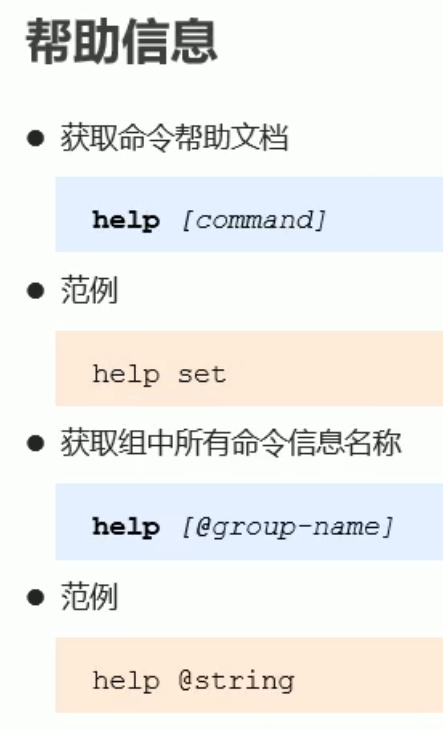 帮助信息
● 获取命令帮助文档
help [command]
● 范例
help set
● 获取组中所有命令信息名称
help [@group-name]
● 范例
help @string